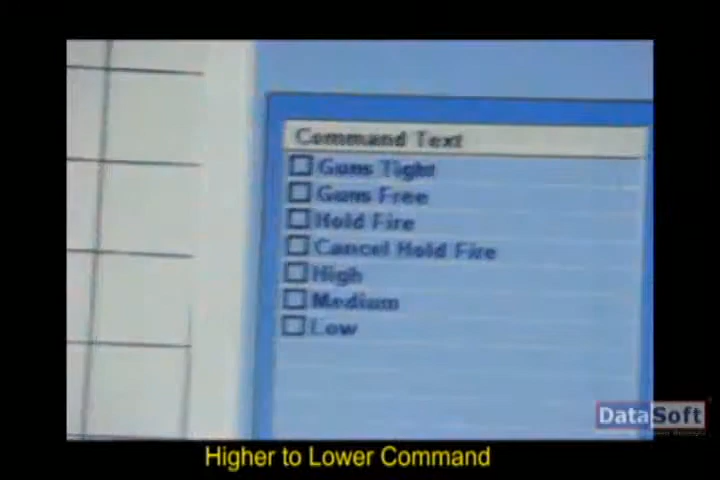 Command Text
Guns Tight
Guns Free
Hold Fire
Cancel Hold Fire
High
Medium
Low
DataSoft
Higher to Lower Command